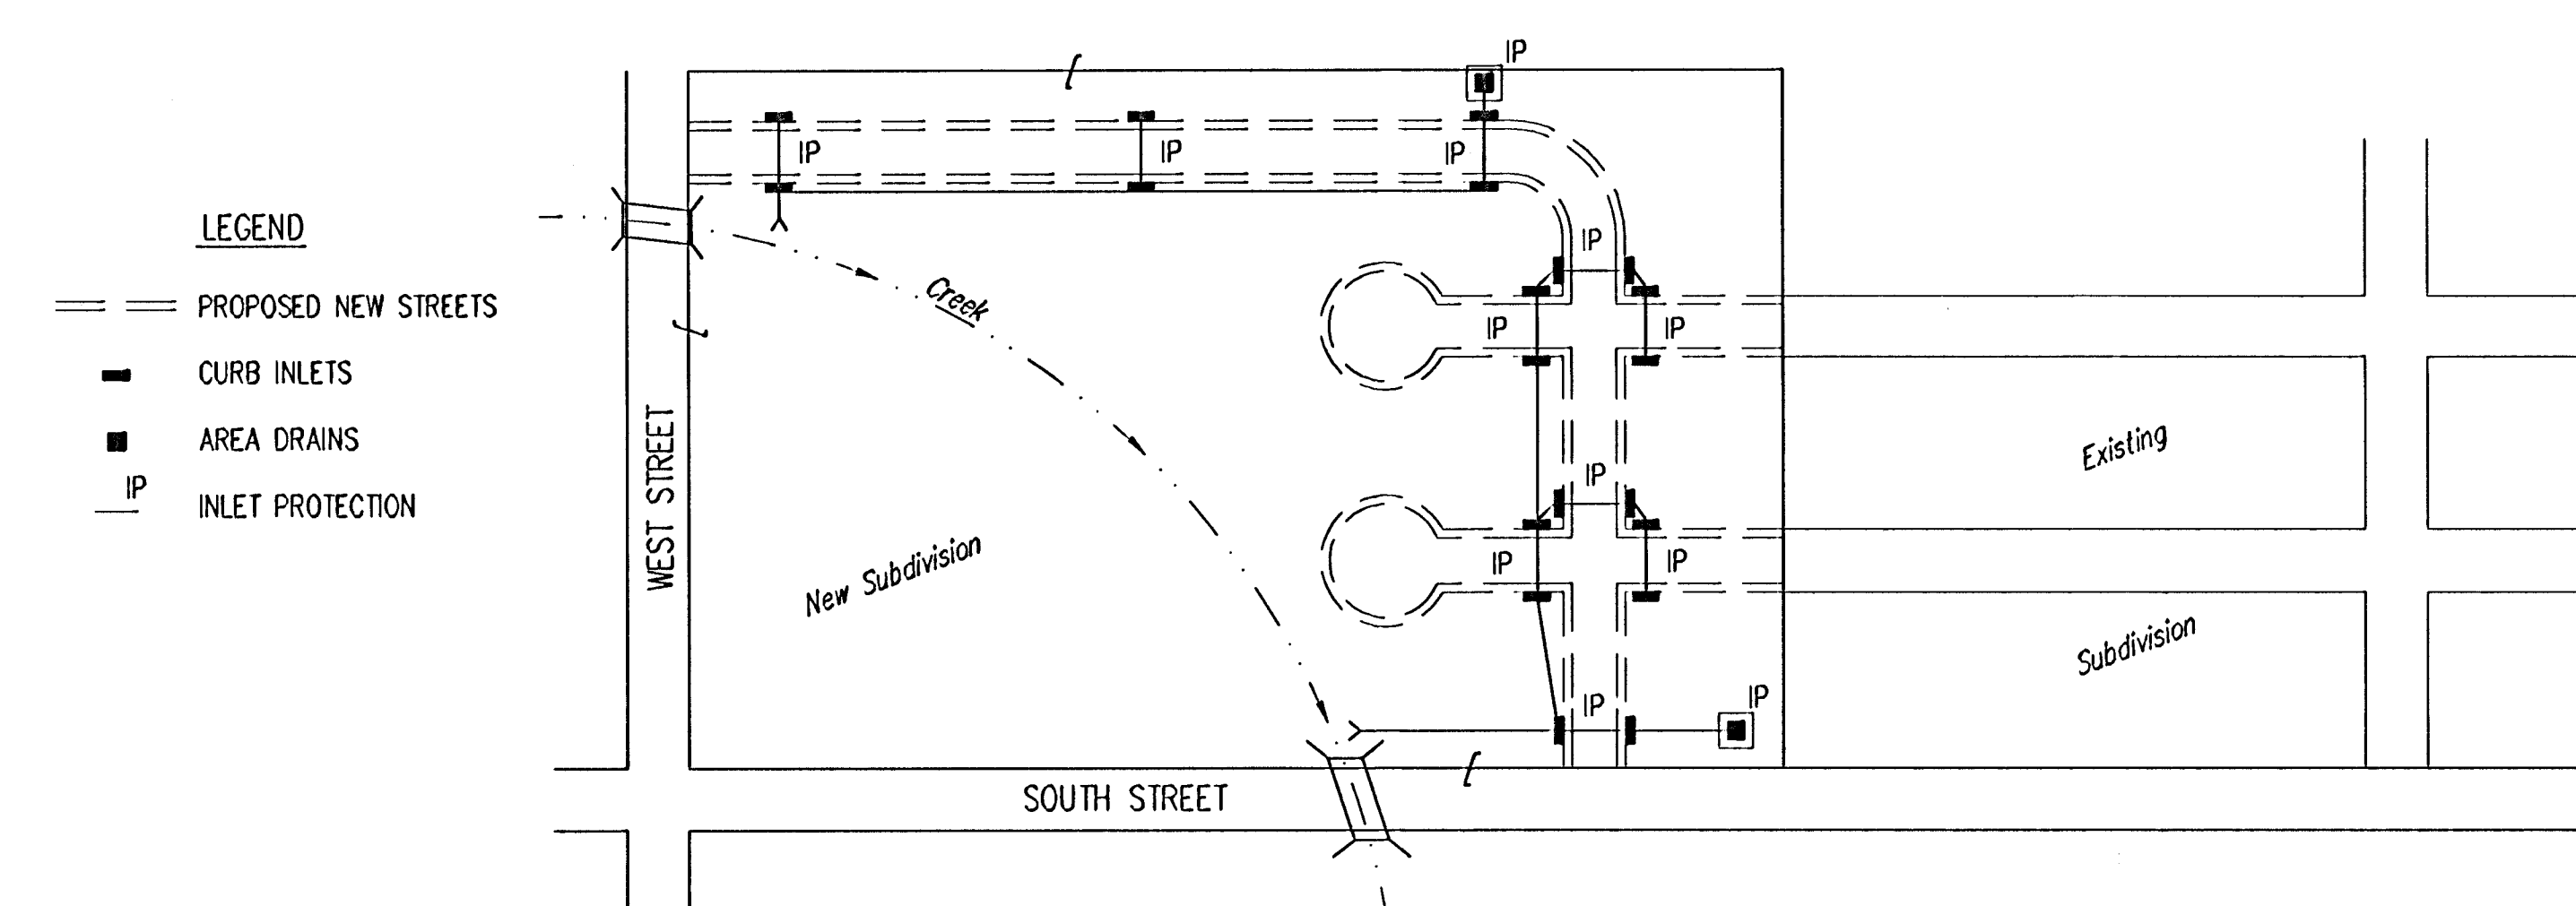 IP
IP
IP
IP
LEGEND
PROPOSED NEW STREETS
CURB INLETS
AREA DRAINS
IP
INLET PROTECTION
WEST STREET
Creek
New Subdivision
IP
IP
IP
IP
IP
IP
IP
IP
Existing
Subdivision
SOUTH STREET